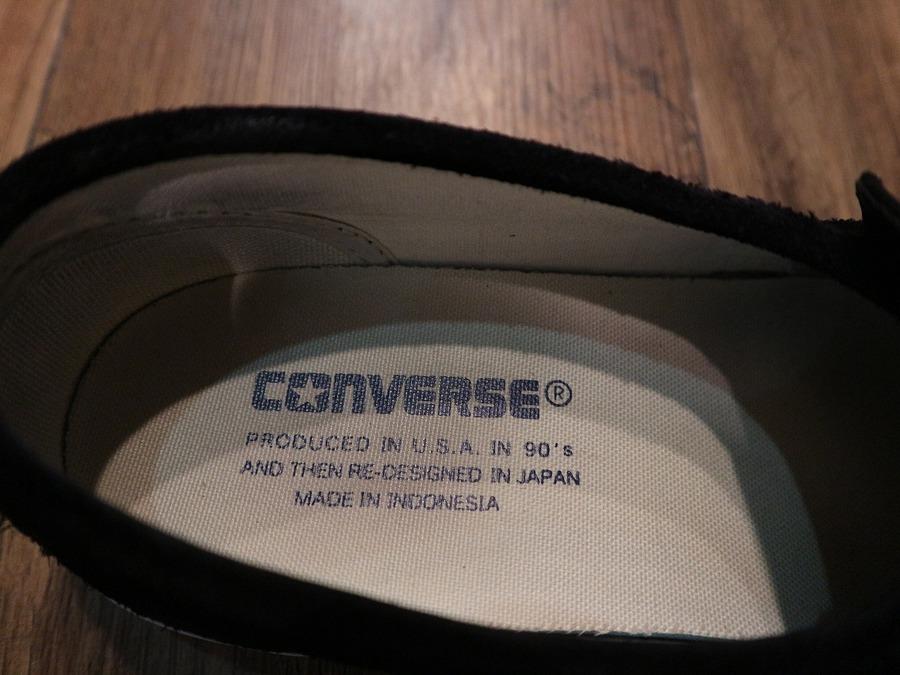 CONVERSE®
PRODUCED IN U.S.A. IN 90's
AND THEN RE-DESIGNED IN JAPAN
MADE IN INDONESIA